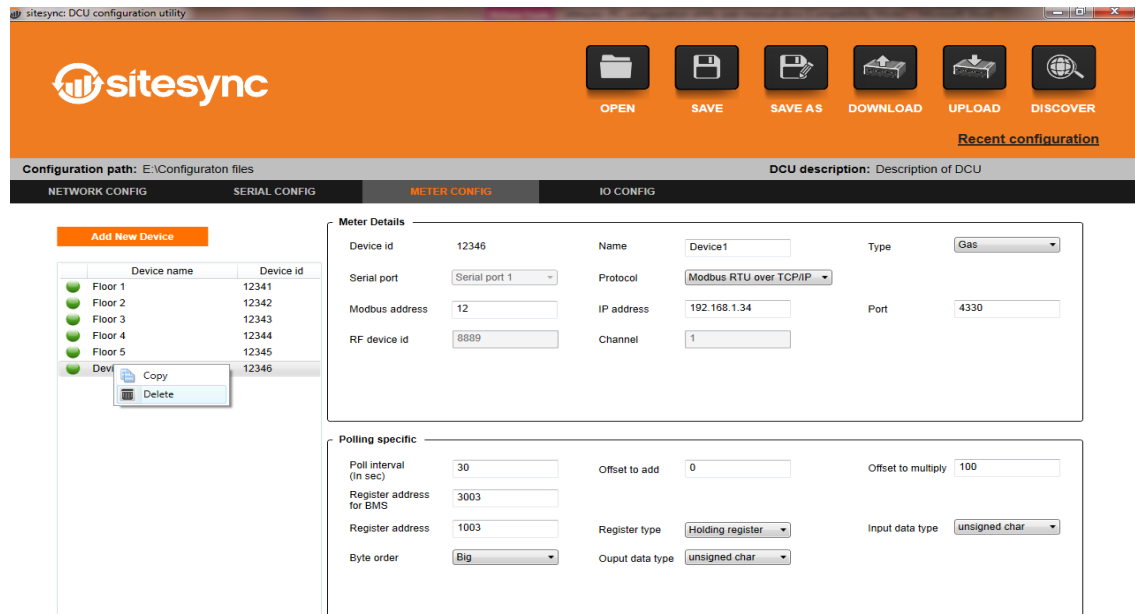 sitesync: DCU configuration utility
sitesync
OPEN SAVE SAVE AS DOWNLOAD UPLOAD DISCOVER
Recent configuration
Configuration path: E:\Configuraton files DCU description: Description of DCU
NETWORK CONFIG SERIAL CONFIG METER CONFIG IO CONFIG
Add New Device
Device name Device id
Floor 1 12341
Floor 2 12342
Floor 3 12343
Floor 4 12344
Floor 5 12345
Devi 12346
Copy
Delete
Meter Details
Device id 12346 Name Device1 Type Gas
Serial port Serial port 1 Protocol Modbus RTU over TCP/IP
Modbus address 12 IP address 192.168.1.34 Port 4330
RF device id 8889 Channel 1
Polling specific
Poll interval
(In sec) 30 Offset to add 0 Offset to multiply 100
Register address
for BMS 3003
Register address 1003 Register type Holding register Input data type unsigned char
Byte order Big Ouput data type unsigned char